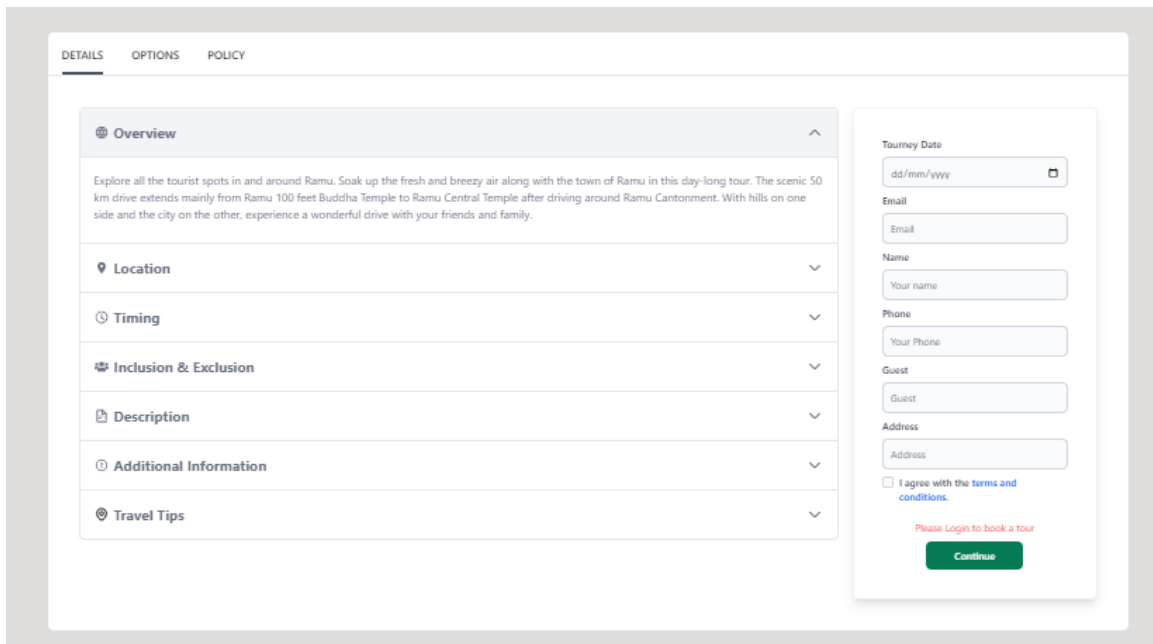 DETAILS OPTIONS POLICY
Overview
Explore all the tourist spots in and around Ramu. Soak up the fresh and breezy air along with the town of Ramu in this day-long tour. The scenic 50
km drive extends mainly from Ramu 100 feet Buddha Temple to Ramu Central Temple after driving around Ramu Cantonment. With hills on one
side and the city on the other, experience a wonderful drive with your friends and family.
Location
Timing
Inclusion & Exclusion
Description
Additional Information
Travel Tips
Tourney Date
dd/mm/yyyy
Email
Email
Name
Your name
Phone
Your Phone
Guest
Guest
Address
Address
I agree with the terms and
conditions.
Please Login to book a tour
Continue